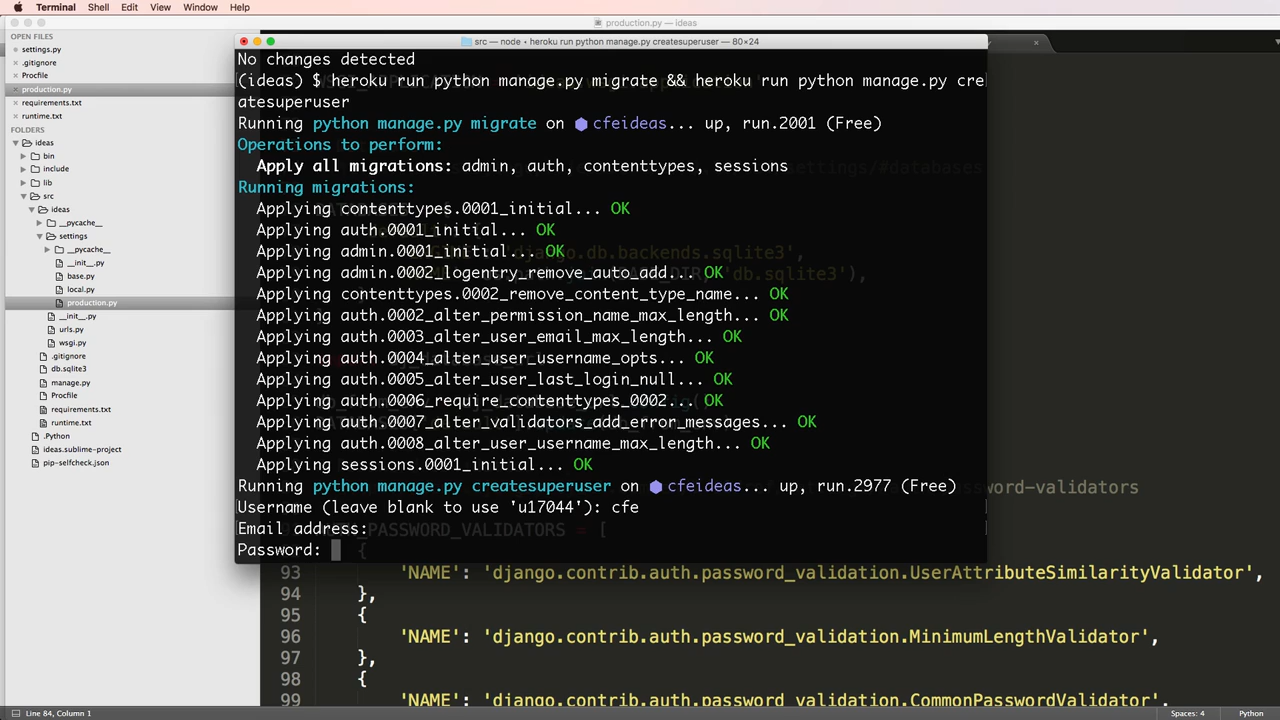 Terminal Shell Edit View Window Help
production.py — ideas
OPEN FILES
settings.py
.gitignore
Procfile
production.py
requirements.txt
runtime.txt
FOLDERS
ideas
bin
include
lib
src
ideas
__pycache__
settings
__pycache__
__init__.py
base.py
local.py
production.py
__init__.py
urls.py
wsgi.py
.gitignore
db.sqlite3
manage.py
Procfile
requirements.txt
runtime.txt
.Python
ideas.sublime-project
pip-selfcheck.json
src — node • heroku run python manage.py createsuperuser — 80×24
No changes detected
(ideas) $ heroku run python manage.py migrate && heroku run python manage.py cre
atesuperuser
Running python manage.py migrate on ⬢ cfeideas... up, run.2001 (Free)
Operations to perform:
Apply all migrations: admin, auth, contenttypes, sessions
Running migrations:
Applying contenttypes.0001_initial... OK
Applying auth.0001_initial... OK
Applying admin.0001_initial... OK
Applying admin.0002_logentry_remove_auto_add... OK
Applying contenttypes.0002_remove_content_type_name... OK
Applying auth.0002_alter_permission_name_max_length... OK
Applying auth.0003_alter_user_email_max_length... OK
Applying auth.0004_alter_user_username_opts... OK
Applying auth.0005_alter_user_last_login_null... OK
Applying auth.0006_require_contenttypes_0002... OK
Applying auth.0007_alter_validators_add_error_messages... OK
Applying auth.0008_alter_user_username_max_length... OK
Applying sessions.0001_initial... OK
Running python manage.py createsuperuser on ⬢ cfeideas... up, run.2977 (Free)
Username (leave blank to use 'u17044'): cfe
Email address:
Password:
settings/#databases
'django.db.backends.sqlite3',
'db.sqlite3'),
password-validators
_PASSWORD_VALIDATORS = [
{
93 'NAME': 'django.contrib.auth.password_validation.UserAttributeSimilarityValidator',
94 },
95 {
96 'NAME': 'django.contrib.auth.password_validation.MinimumLengthValidator',
97 },
98 {
99 'NAME': 'django.contrib.auth.password_validation.CommonPasswordValidator',
Line 84, Column 1
Spaces: 4 Python